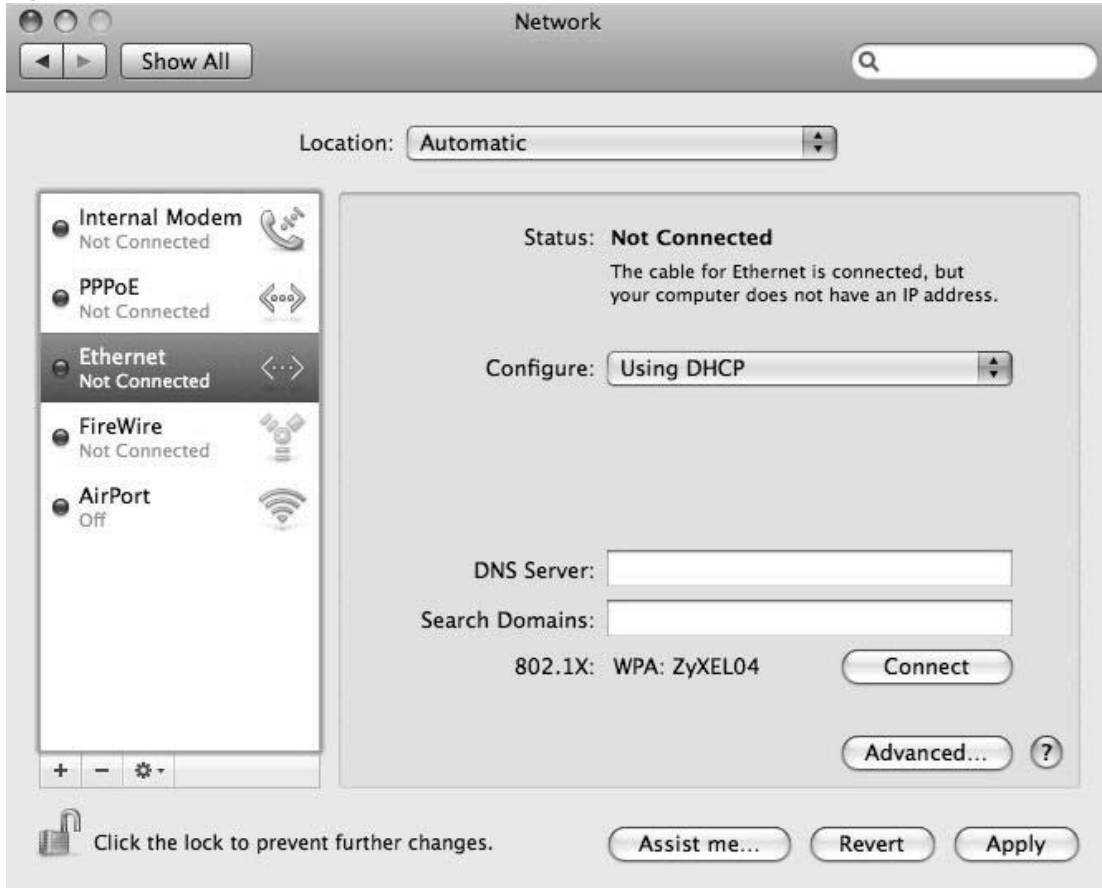 Network
Show All
Location: Automatic
Internal Modem
Not Connected
PPPoE
Not Connected
Ethernet
Not Connected
FireWire
Not Connected
AirPort
Off
Status: Not Connected
The cable for Ethernet is connected, but
your computer does not have an IP address.
Configure: Using DHCP
DNS Server:
Search Domains:
802.1X: WPA: ZyXEL04 Connect
Advanced... ?
Click the lock to prevent further changes.
Assist me... Revert Apply